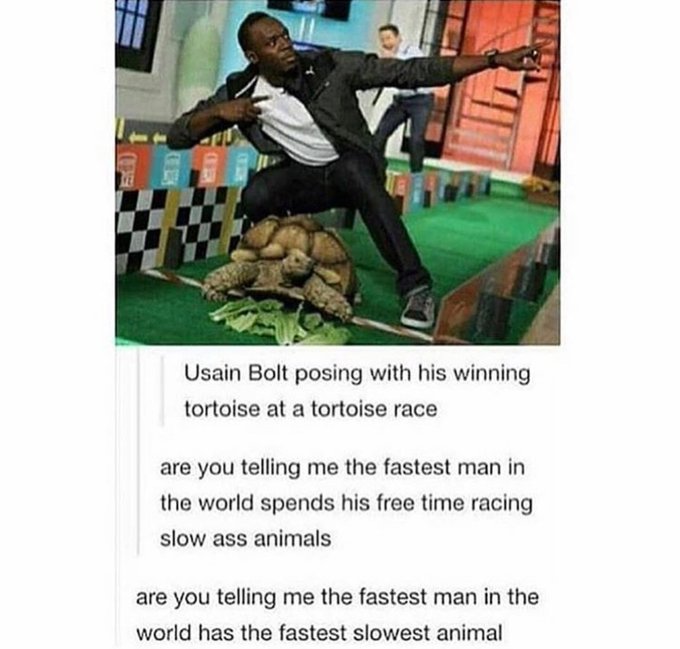 Usain Bolt posing with his winning
tortoise at a tortoise race
are you telling me the fastest man in
the world spends his free time racing
slow ass animals
are you telling me the fastest man in the
world has the fastest slowest animal